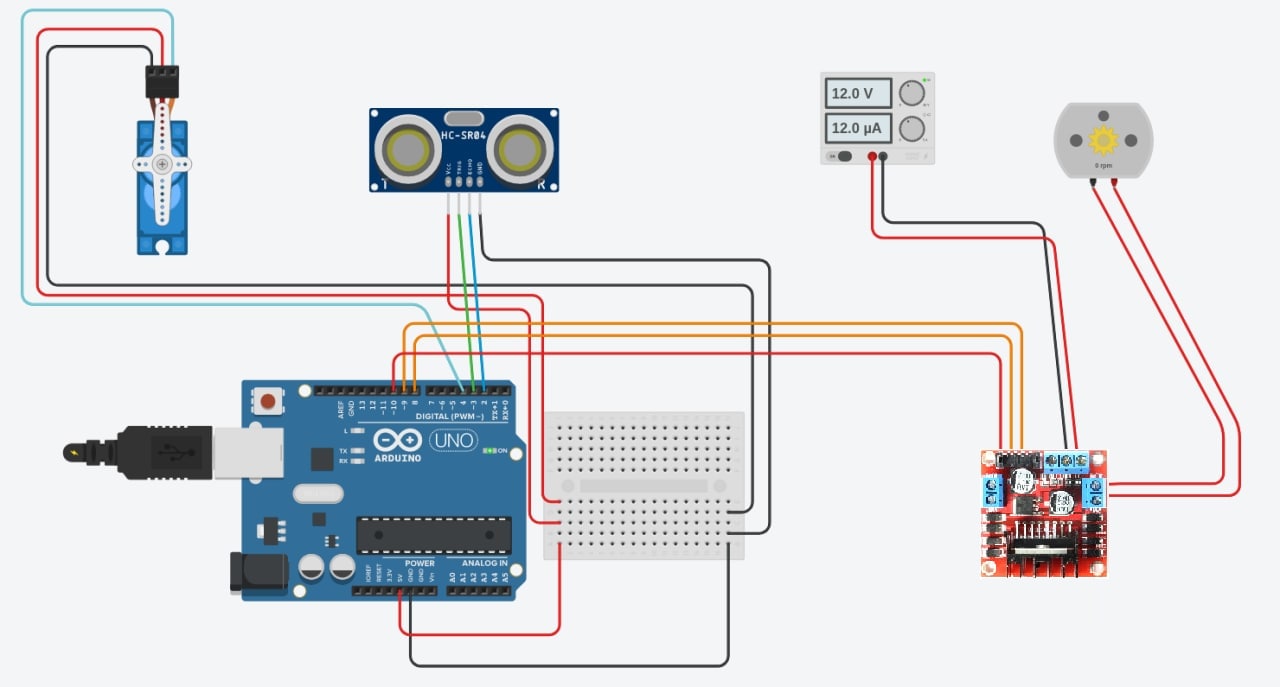 HC-SR04
VCC
TRIG
ECHO
GND
T
R
12.0 V
12.0 µA
0 rpm
AREF
GND
13
12
~11
~10
~9
8
7
~6
~5
4
~3
2
TX→1
RX←0
DIGITAL (PWM~)
L
TX
RX
ARDUINO
UNO
ON
POWER
ANALOG IN
IOREF
RESET
3.3V
5V
GND
GND
Vin
A0
A1
A2
A3
A4
A5